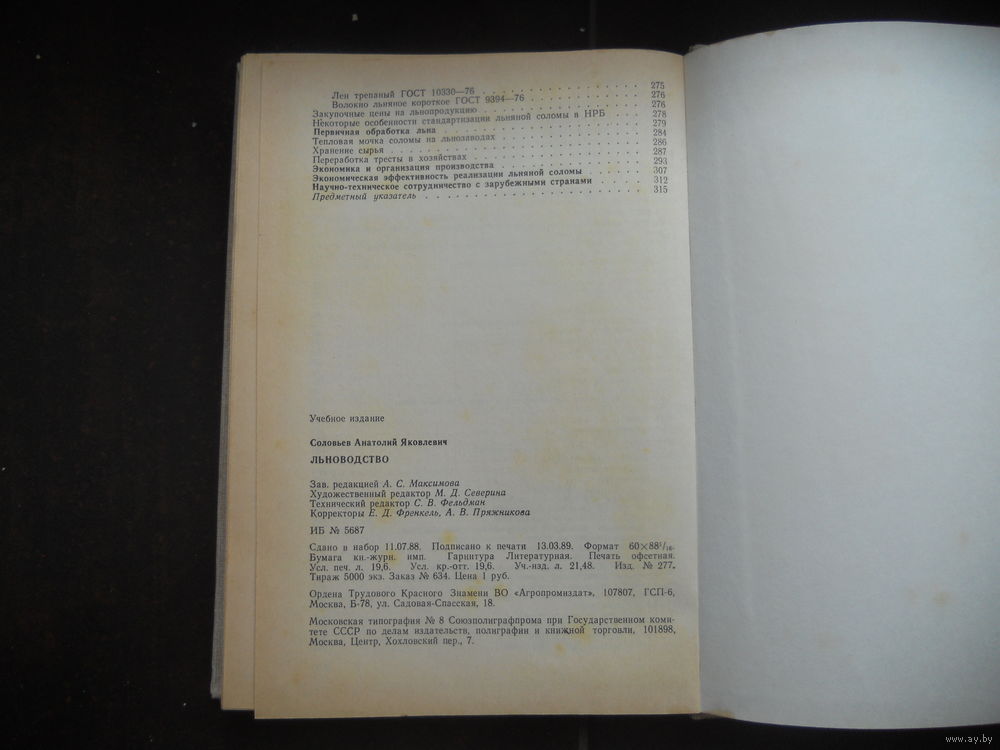 Лен трепаный ГОСТ 10330—76 . . . . . . . . . . . . 275
Волокно льняное короткое ГОСТ 9394—76 . . . . . . . . 276
Закупочные цены на льнопродукцию . . . . . . . . . . . 276
Некоторые особенности стандартизации льняной соломы в НРБ . . . 278
Первичная обработка льна . . . . . . . . . . . . . . 279
Тепловая мочка соломы на льнозаводах . . . . . . . . . . 284
Хранение сырья . . . . . . . . . . . . . . . . . 286
Переработка тресты в хозяйствах . . . . . . . . . . . . 287
Экономика и организация производства . . . . . . . . . . 293
Экономическая эффективность реализации льняной соломы . . . . . 307
Научно-техническое сотрудничество с зарубежными странами . . . . 312
Предметный указатель . . . . . . . . . . . . . . . 315
Учебное издание
Соловьев Анатолий Яковлевич
ЛЬНОВОДСТВО
Зав. редакцией А. С. Максимова
Художественный редактор М. Д. Северина
Технический редактор С. В. Фельдман
Корректоры Е. Д. Френкель, А. В. Пряжникова
ИБ № 5687
Сдано в набор 11.07.88. Подписано к печати 13.03.89. Формат 60×88¹/₁₆.
Бумага кн.-журн. имп. Гарнитура Литературная. Печать офсетная.
Усл. печ. л. 19,6. Усл. кр.-отт. 19,6. Уч.-изд. л. 21,48. Изд. № 277.
Тираж 5000 экз. Заказ № 634. Цена 1 руб.
Ордена Трудового Красного Знамени ВО «Агропромиздат», 107807, ГСП-6,
Москва, Б-78, ул. Садовая-Спасская, 18.
Московская типография № 8 Союзполиграфпрома при Государственном коми-
тете СССР по делам издательств, полиграфии и книжной торговли, 101898,
Москва, Центр, Хохловский пер., 7.
www.ay.by